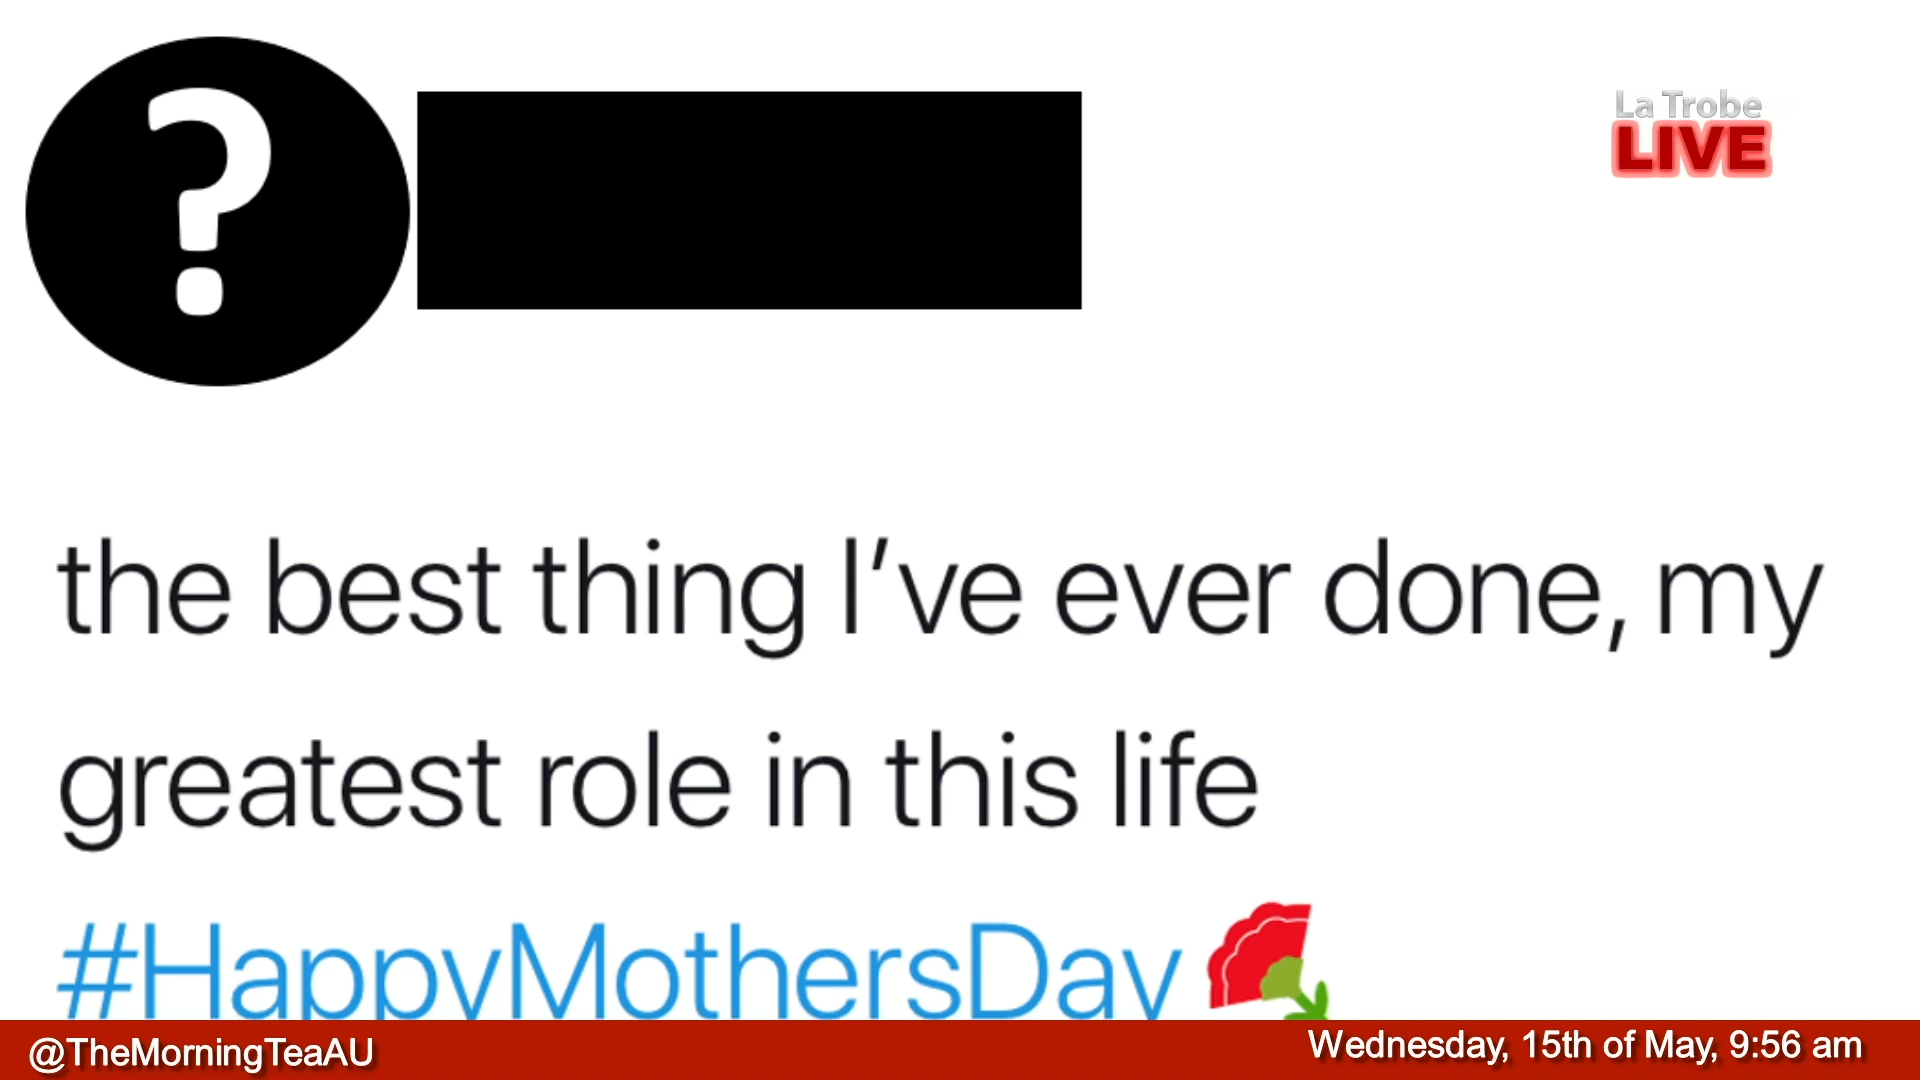 ?
La Trobe
LIVE
the best thing I've ever done, my
greatest role in this life
#HappyMothersDay
@TheMorningTeaAU
Wednesday, 15th of May, 9:56 am